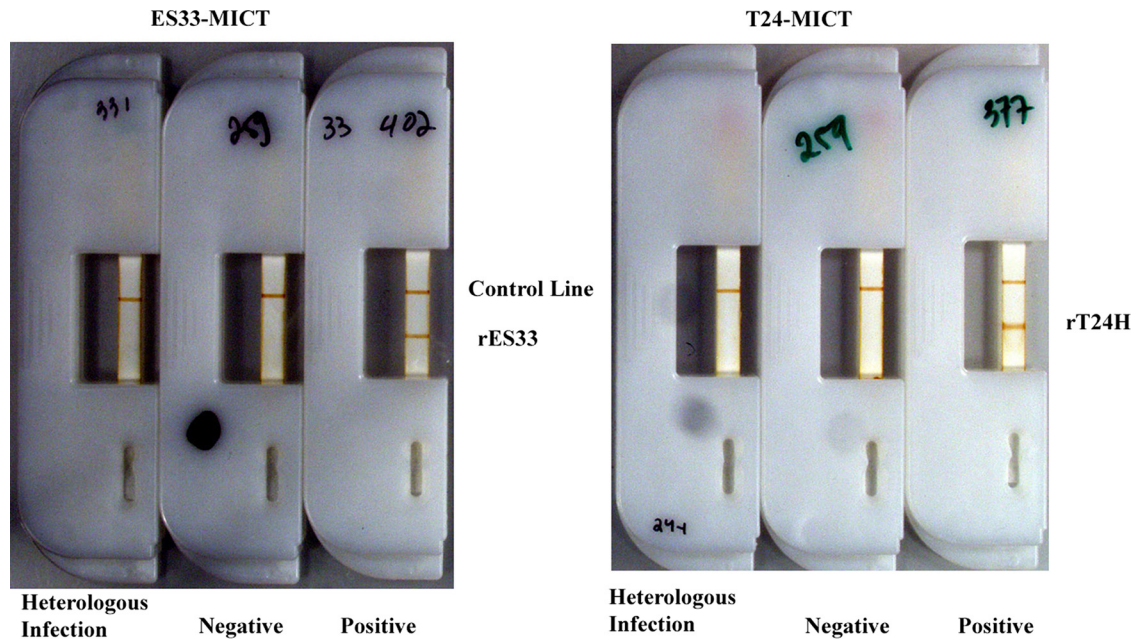 ES33-MICT
T24-MICT
331
259
33 402
259
377
Control Line
rES33
rT24H
244
Heterologous
Infection
Negative
Positive
Heterologous
Infection
Negative
Positive